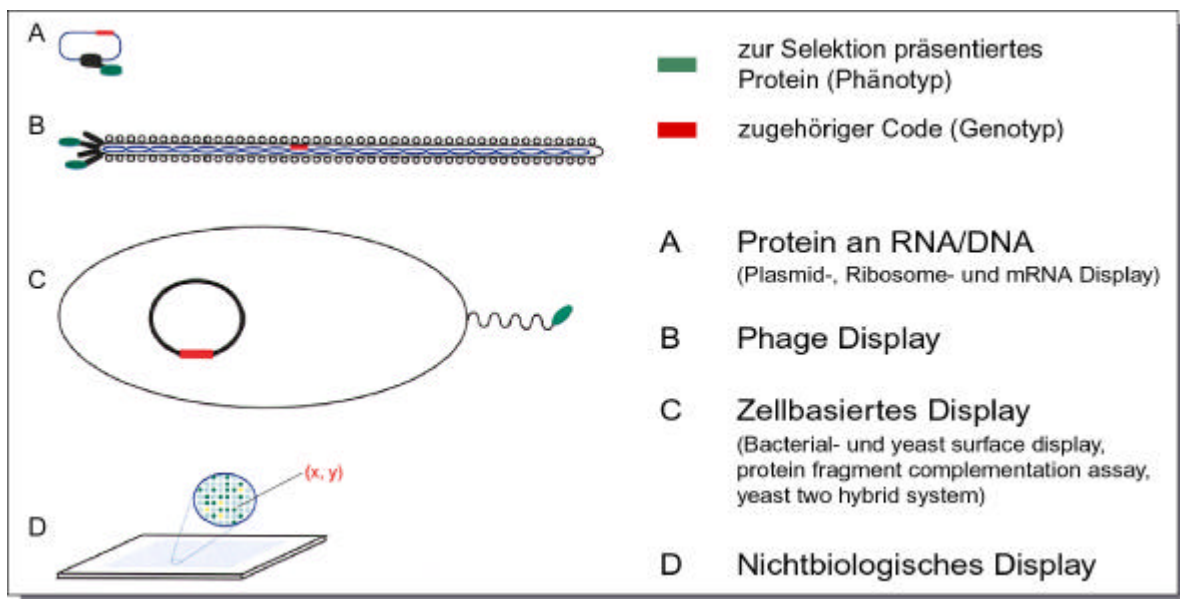 A
B
C
(x, y)
D
zur Selektion präsentiertes
Protein (Phänotyp)
zugehöriger Code (Genotyp)
A Protein an RNA/DNA
(Plasmid-, Ribosome- und mRNA Display)
B Phage Display
C Zellbasiertes Display
(Bacterial- und yeast surface display,
protein fragment complementation assay,
yeast two hybrid system)
D Nichtbiologisches Display